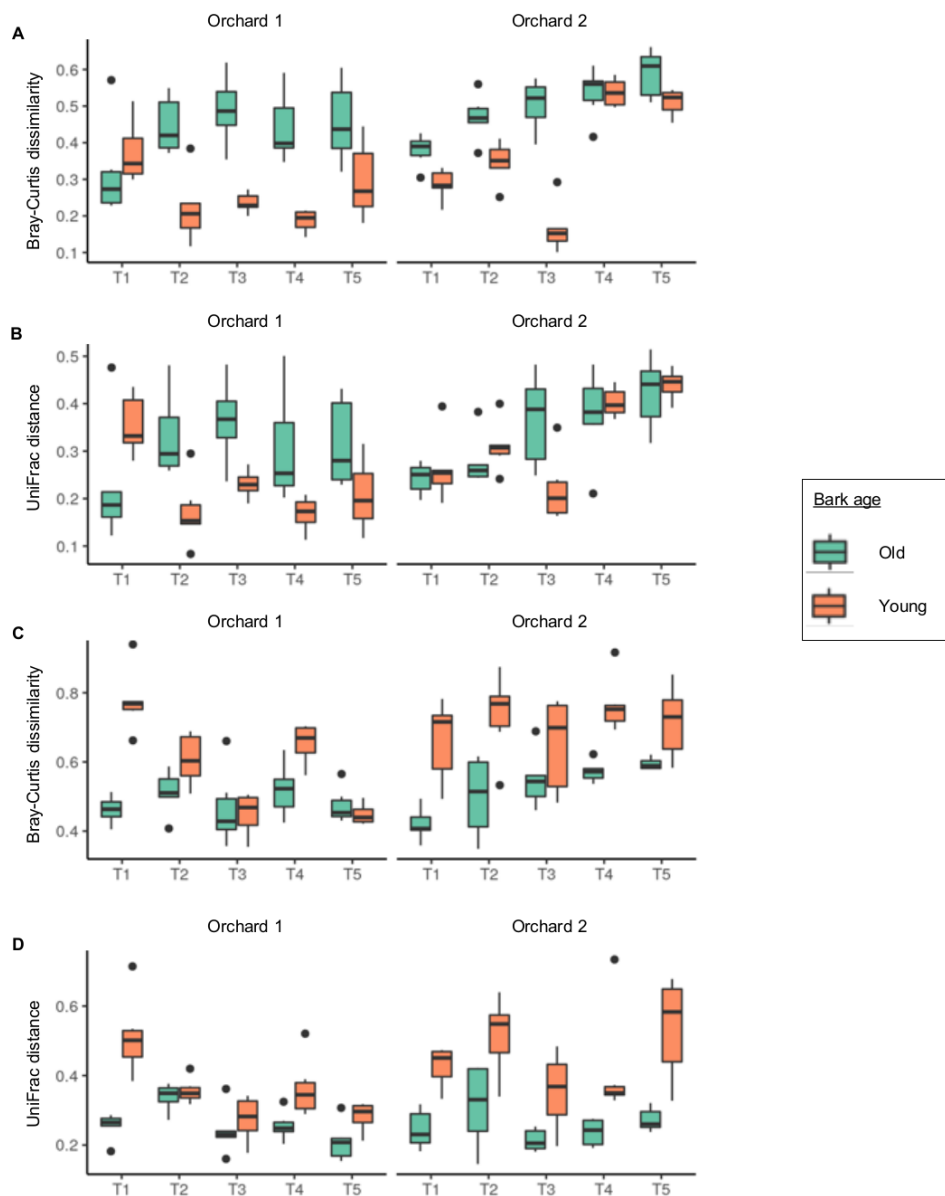 A
Orchard 1
Orchard 2
Bray-Curtis dissimilarity
0.6
0.5
0.4
0.3
0.2
0.1
T1 T2 T3 T4 T5 T1 T2 T3 T4 T5
B
Orchard 1
Orchard 2
UniFrac distance
0.5
0.4
0.3
0.2
0.1
T1 T2 T3 T4 T5 T1 T2 T3 T4 T5
Bark age
Old
Young
C
Orchard 1
Orchard 2
Bray-Curtis dissimilarity
0.8
0.6
0.4
T1 T2 T3 T4 T5 T1 T2 T3 T4 T5
D
Orchard 1
Orchard 2
UniFrac distance
0.6
0.4
0.2
T1 T2 T3 T4 T5 T1 T2 T3 T4 T5